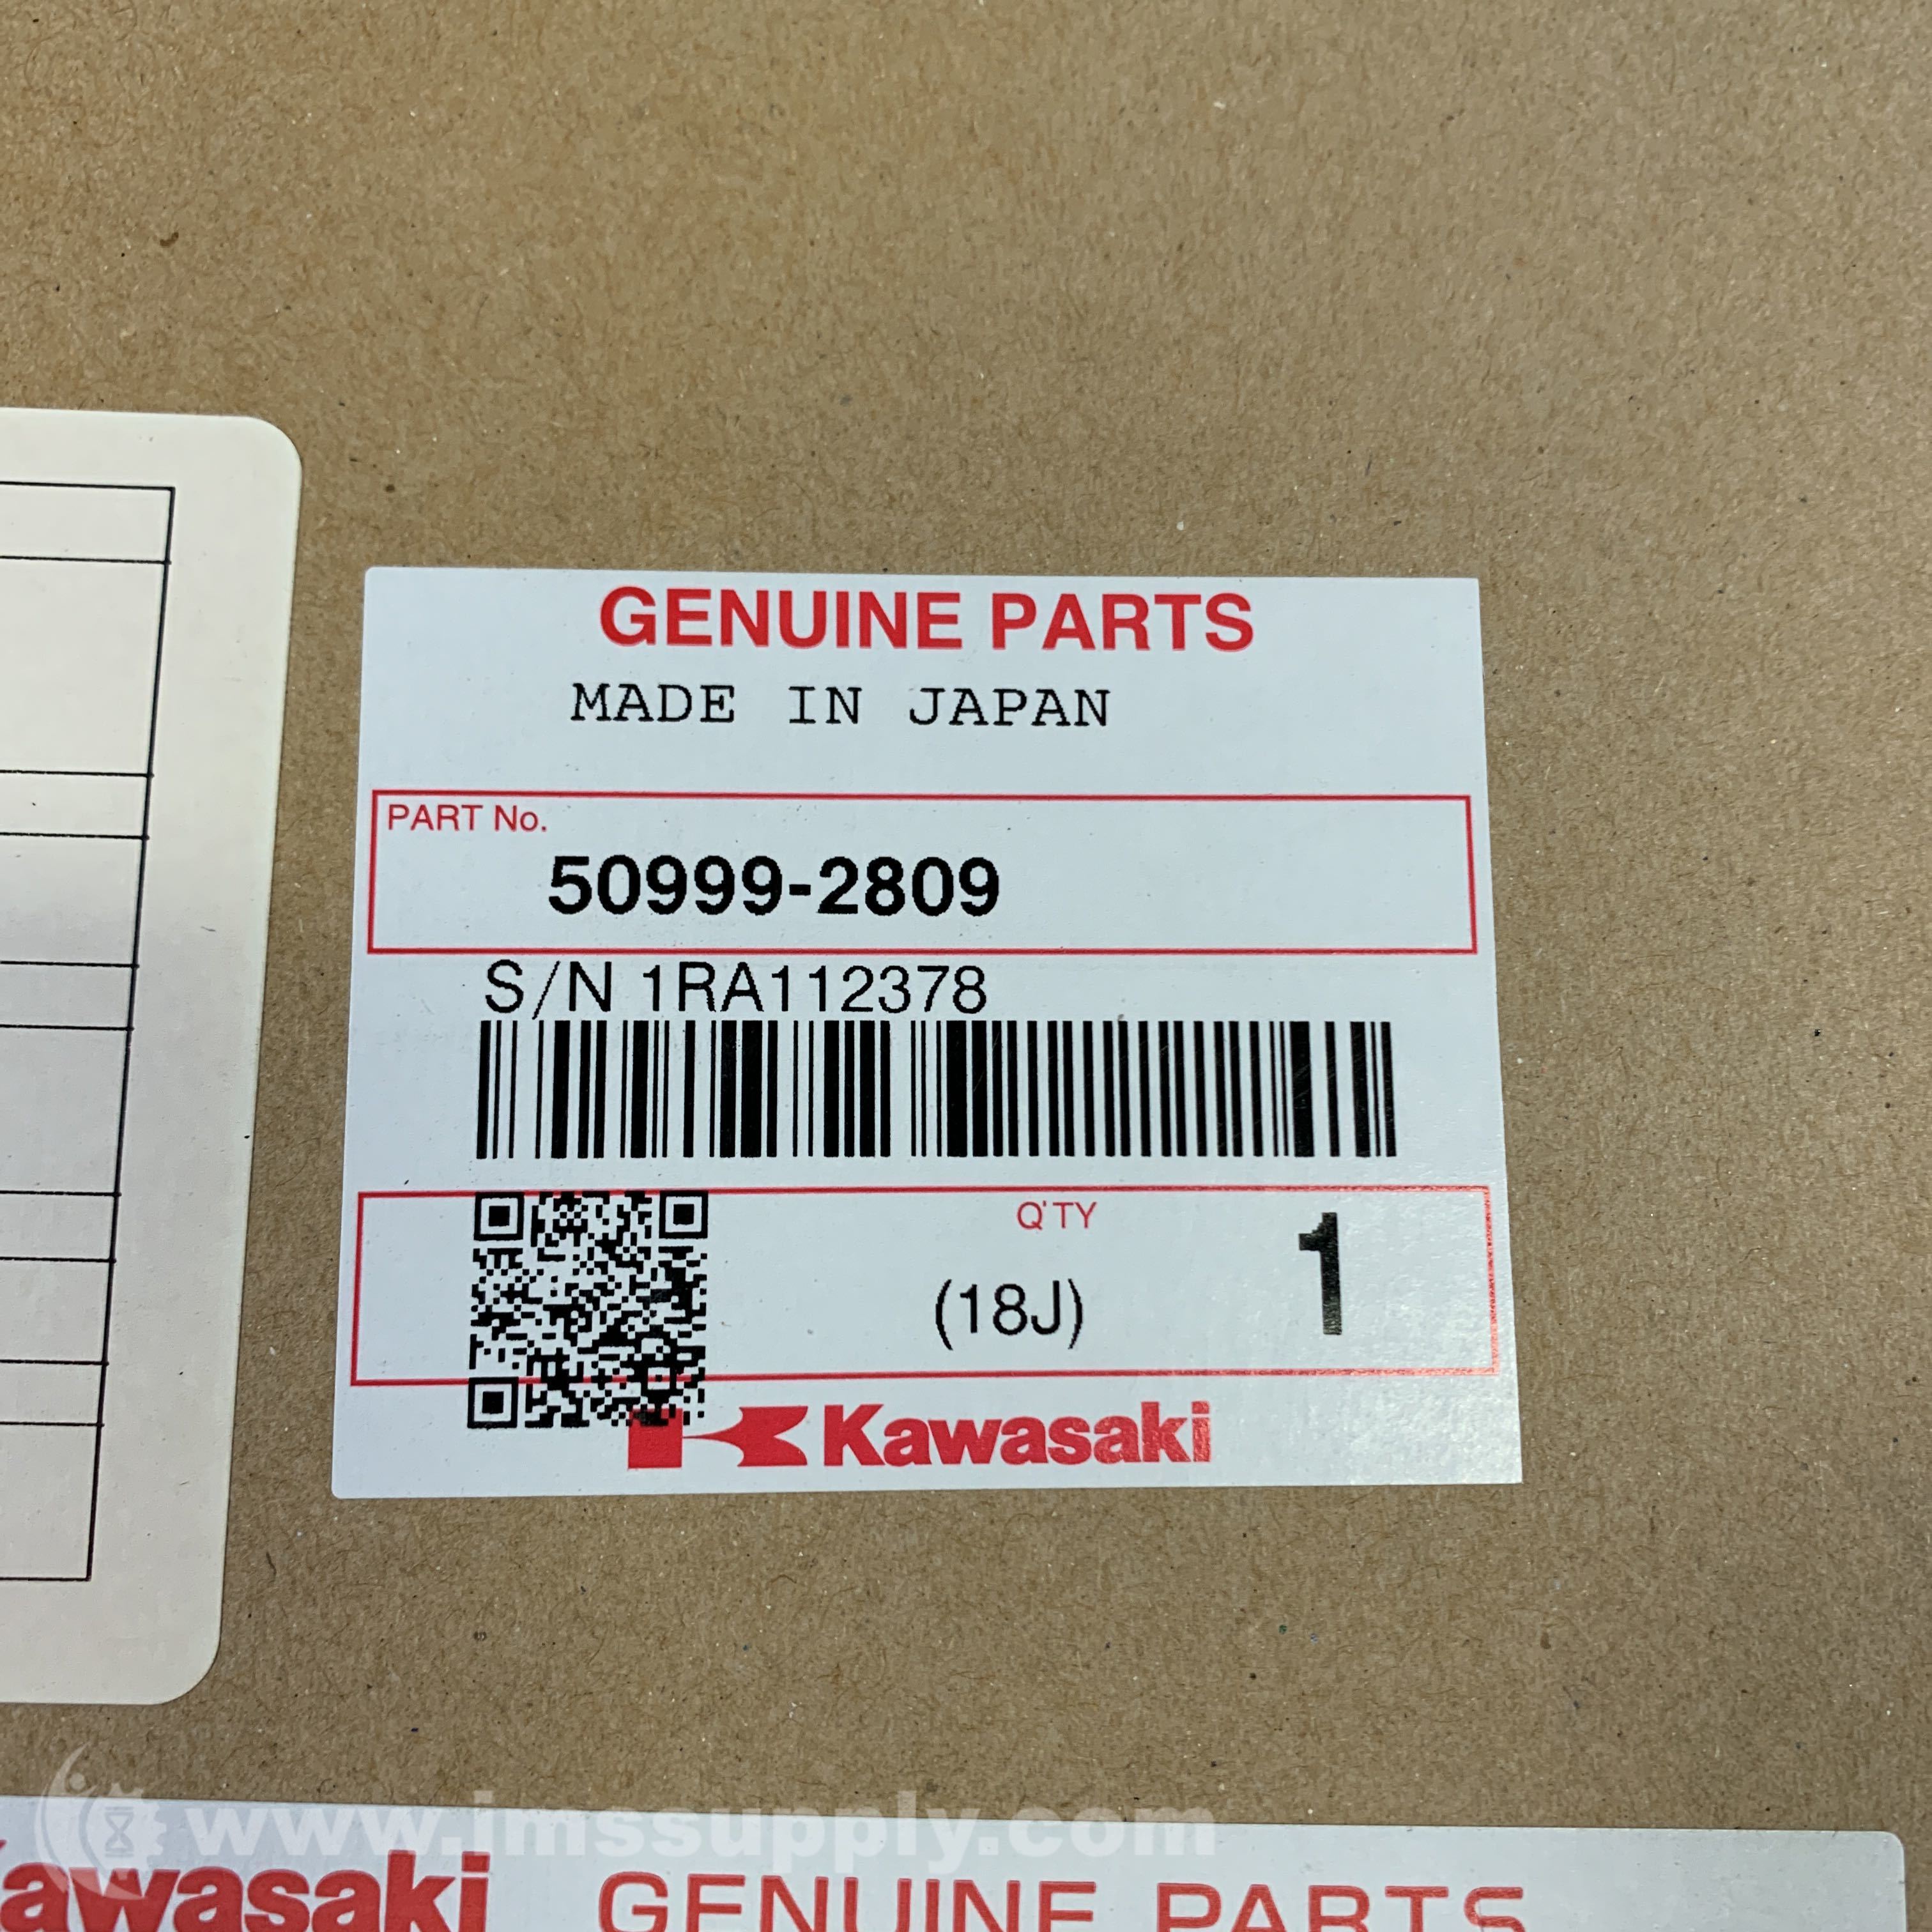 GENUINE PARTS
MADE IN JAPAN
PART No.
50999-2809
S/N 1RA112378
Q'TY
(18J) 1
Kawasaki
www.imssupply.com
Kawasaki GENUINE PARTS